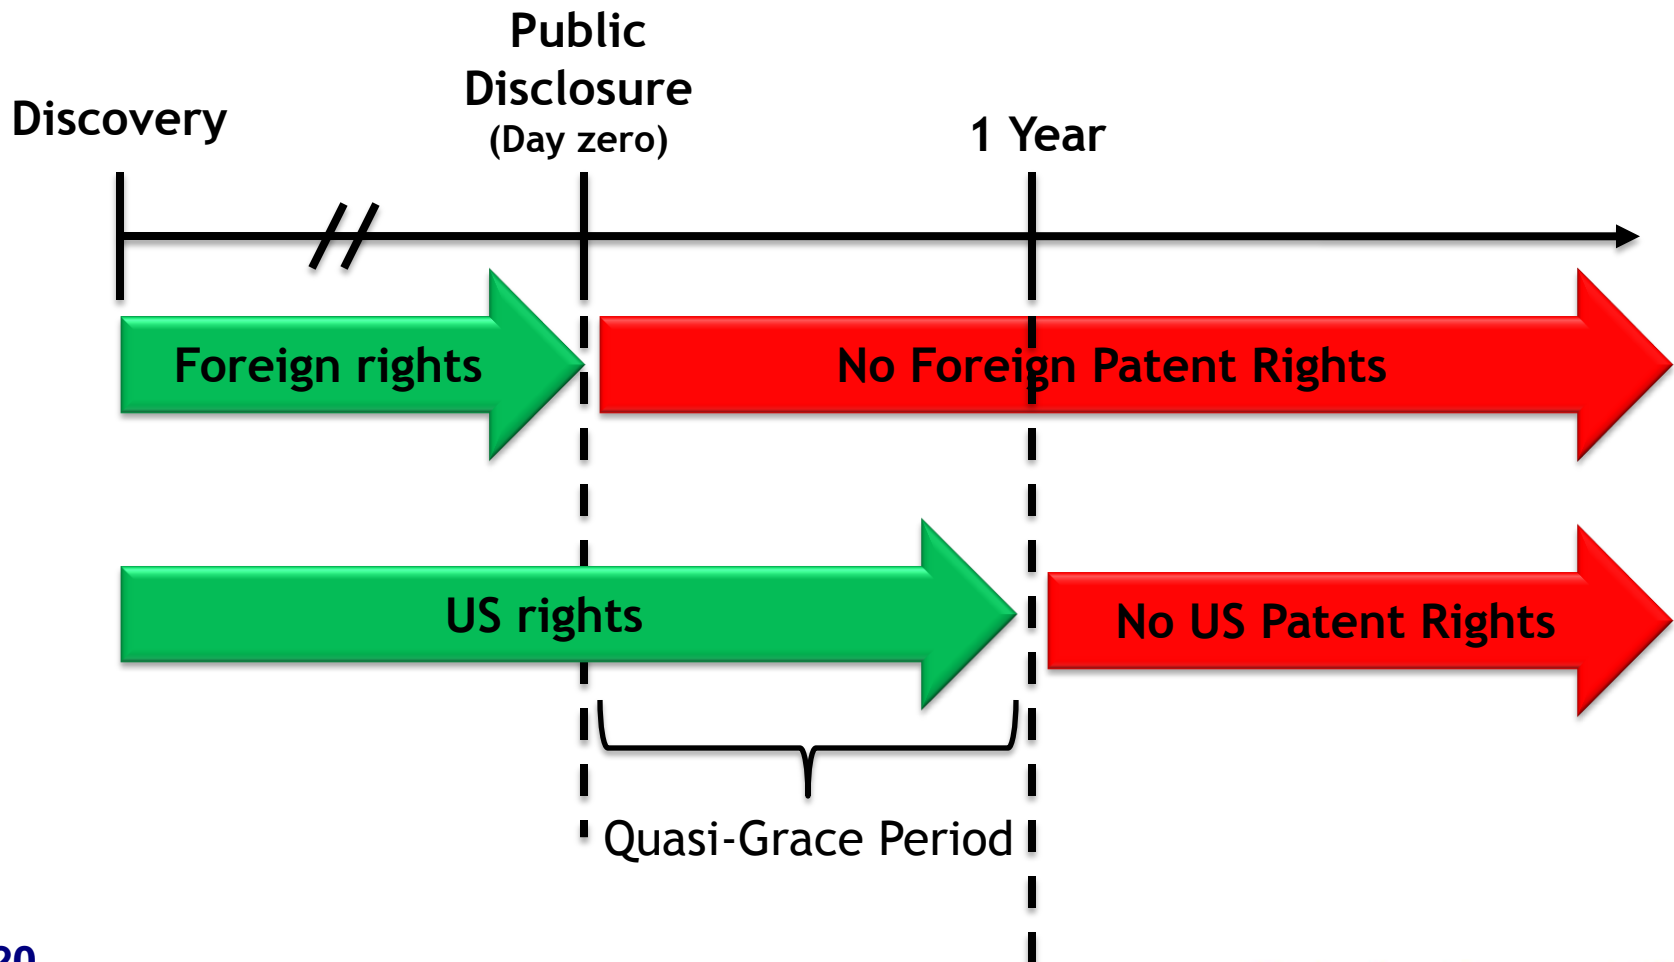 Public
Disclosure
(Day zero)
Discovery
1 Year
Foreign rights
No Foreign Patent Rights
US rights
No US Patent Rights
Quasi-Grace Period